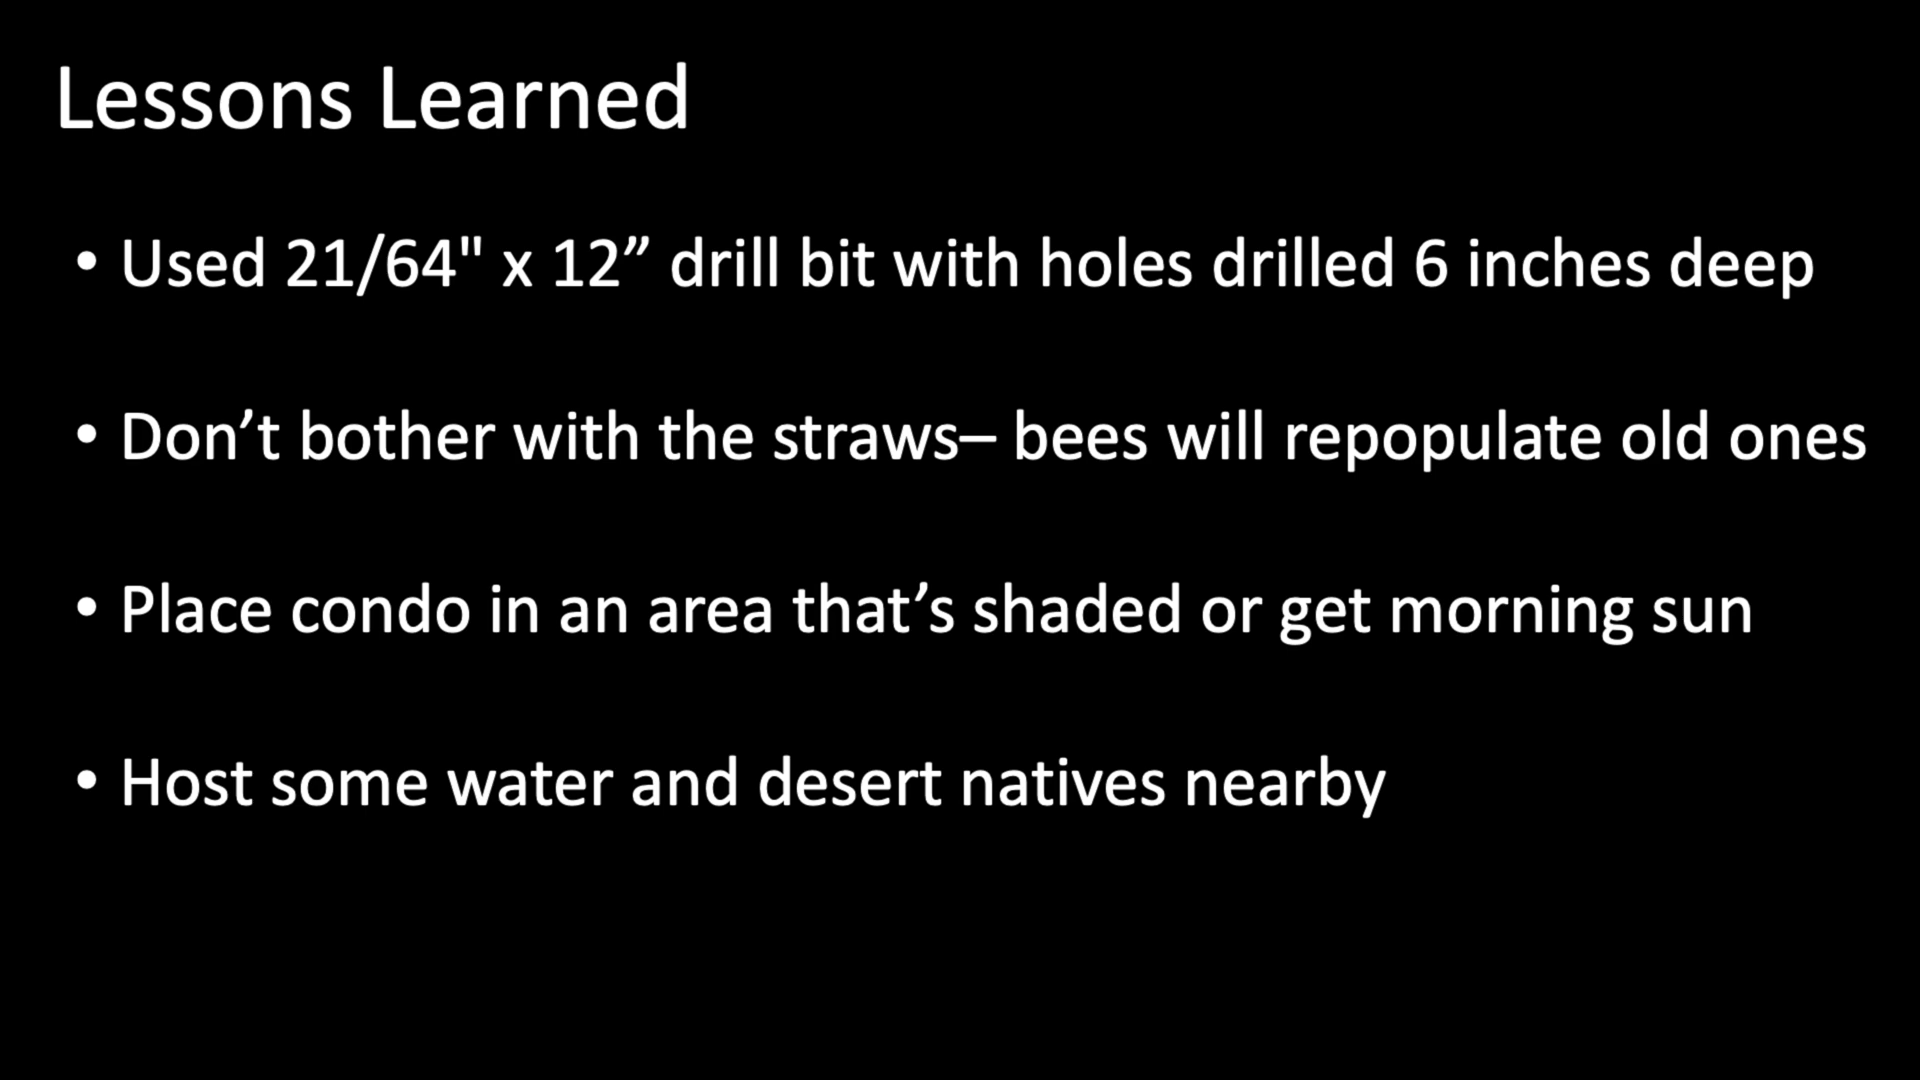 Lessons Learned
• Used 21/64" x 12” drill bit with holes drilled 6 inches deep
• Don’t bother with the straws– bees will repopulate old ones
• Place condo in an area that’s shaded or get morning sun
• Host some water and desert natives nearby